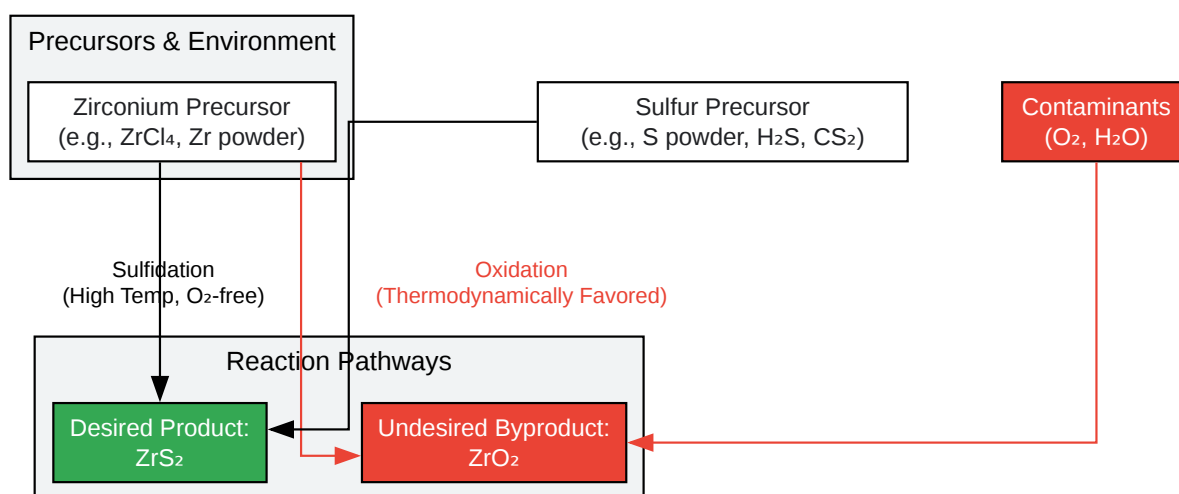 Precursors & Environment
Zirconium Precursor
(e.g., ZrCl₄, Zr powder)
Sulfur Precursor
(e.g., S powder, H₂S, CS₂)
Contaminants
(O₂, H₂O)
Sulfidation
(High Temp, O₂-free)
Oxidation
(Thermodynamically Favored)
Reaction Pathways
Desired Product:
ZrS₂
Undesired Byproduct:
ZrO₂